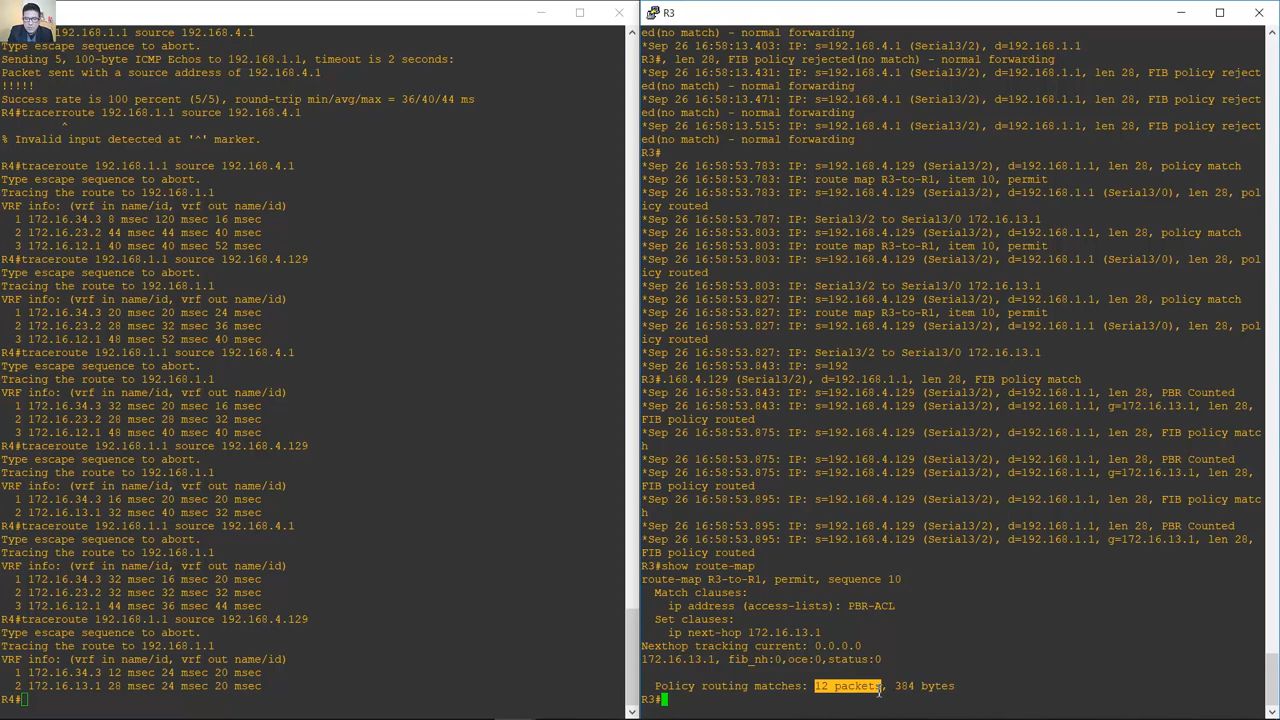 192.168.1.1 source 192.168.4.1
Type escape sequence to abort.
Sending 5, 100-byte ICMP Echos to 192.168.1.1, timeout is 2 seconds:
Packet sent with a source address of 192.168.4.1
!!!!!
Success rate is 100 percent (5/5), round-trip min/avg/max = 36/40/44 ms
R4#tracerroute 192.168.1.1 source 192.168.4.1
^
% Invalid input detected at '^' marker.
R4#traceroute 192.168.1.1 source 192.168.4.1
Type escape sequence to abort.
Tracing the route to 192.168.1.1
VRF info: (vrf in name/id, vrf out name/id)
1 172.16.34.3 8 msec 120 msec 16 msec
2 172.16.23.2 44 msec 44 msec 40 msec
3 172.16.12.1 40 msec 40 msec 52 msec
R4#traceroute 192.168.1.1 source 192.168.4.129
Type escape sequence to abort.
Tracing the route to 192.168.1.1
VRF info: (vrf in name/id, vrf out name/id)
1 172.16.34.3 20 msec 20 msec 24 msec
2 172.16.23.2 28 msec 32 msec 36 msec
3 172.16.12.1 48 msec 52 msec 40 msec
R4#traceroute 192.168.1.1 source 192.168.4.1
Type escape sequence to abort.
Tracing the route to 192.168.1.1
VRF info: (vrf in name/id, vrf out name/id)
1 172.16.34.3 32 msec 20 msec 16 msec
2 172.16.23.2 28 msec 28 msec 32 msec
3 172.16.12.1 48 msec 40 msec 40 msec
R4#traceroute 192.168.1.1 source 192.168.4.129
Type escape sequence to abort.
Tracing the route to 192.168.1.1
VRF info: (vrf in name/id, vrf out name/id)
1 172.16.34.3 16 msec 20 msec 20 msec
2 172.16.13.1 32 msec 40 msec 32 msec
R4#traceroute 192.168.1.1 source 192.168.4.1
Type escape sequence to abort.
Tracing the route to 192.168.1.1
VRF info: (vrf in name/id, vrf out name/id)
1 172.16.34.3 32 msec 16 msec 20 msec
2 172.16.23.2 32 msec 32 msec 32 msec
3 172.16.12.1 44 msec 36 msec 44 msec
R4#traceroute 192.168.1.1 source 192.168.4.129
Type escape sequence to abort.
Tracing the route to 192.168.1.1
VRF info: (vrf in name/id, vrf out name/id)
1 172.16.34.3 12 msec 24 msec 20 msec
2 172.16.13.1 28 msec 24 msec 20 msec
R4#
R3
ed(no match) - normal forwarding
*Sep 26 16:58:13.403: IP: s=192.168.4.1 (Serial3/2), d=192.168.1.1
R3#, len 28, FIB policy rejected(no match) - normal forwarding
*Sep 26 16:58:13.431: IP: s=192.168.4.1 (Serial3/2), d=192.168.1.1, len 28, FIB policy reject
ed(no match) - normal forwarding
*Sep 26 16:58:13.471: IP: s=192.168.4.1 (Serial3/2), d=192.168.1.1, len 28, FIB policy reject
ed(no match) - normal forwarding
*Sep 26 16:58:13.515: IP: s=192.168.4.1 (Serial3/2), d=192.168.1.1, len 28, FIB policy reject
ed(no match) - normal forwarding
R3#
*Sep 26 16:58:53.783: IP: s=192.168.4.129 (Serial3/2), d=192.168.1.1, len 28, policy match
*Sep 26 16:58:53.783: IP: route map R3-to-R1, item 10, permit
*Sep 26 16:58:53.783: IP: s=192.168.4.129 (Serial3/2), d=192.168.1.1 (Serial3/0), len 28, pol
icy routed
*Sep 26 16:58:53.787: IP: Serial3/2 to Serial3/0 172.16.13.1
*Sep 26 16:58:53.803: IP: s=192.168.4.129 (Serial3/2), d=192.168.1.1, len 28, policy match
*Sep 26 16:58:53.803: IP: route map R3-to-R1, item 10, permit
*Sep 26 16:58:53.803: IP: s=192.168.4.129 (Serial3/2), d=192.168.1.1 (Serial3/0), len 28, pol
icy routed
*Sep 26 16:58:53.803: IP: Serial3/2 to Serial3/0 172.16.13.1
*Sep 26 16:58:53.827: IP: s=192.168.4.129 (Serial3/2), d=192.168.1.1, len 28, policy match
*Sep 26 16:58:53.827: IP: route map R3-to-R1, item 10, permit
*Sep 26 16:58:53.827: IP: s=192.168.4.129 (Serial3/2), d=192.168.1.1 (Serial3/0), len 28, pol
icy routed
*Sep 26 16:58:53.827: IP: Serial3/2 to Serial3/0 172.16.13.1
*Sep 26 16:58:53.843: IP: s=192
R3#.168.4.129 (Serial3/2), d=192.168.1.1, len 28, FIB policy match
*Sep 26 16:58:53.843: IP: s=192.168.4.129 (Serial3/2), d=192.168.1.1, len 28, PBR Counted
*Sep 26 16:58:53.843: IP: s=192.168.4.129 (Serial3/2), d=192.168.1.1, g=172.16.13.1, len 28,
FIB policy routed
*Sep 26 16:58:53.875: IP: s=192.168.4.129 (Serial3/2), d=192.168.1.1, len 28, FIB policy matc
h
*Sep 26 16:58:53.875: IP: s=192.168.4.129 (Serial3/2), d=192.168.1.1, len 28, PBR Counted
*Sep 26 16:58:53.875: IP: s=192.168.4.129 (Serial3/2), d=192.168.1.1, g=172.16.13.1, len 28,
FIB policy routed
*Sep 26 16:58:53.895: IP: s=192.168.4.129 (Serial3/2), d=192.168.1.1, len 28, FIB policy matc
h
*Sep 26 16:58:53.895: IP: s=192.168.4.129 (Serial3/2), d=192.168.1.1, len 28, PBR Counted
*Sep 26 16:58:53.895: IP: s=192.168.4.129 (Serial3/2), d=192.168.1.1, g=172.16.13.1, len 28,
FIB policy routed
R3#show route-map
route-map R3-to-R1, permit, sequence 10
Match clauses:
ip address (access-lists): PBR-ACL
Set clauses:
ip next-hop 172.16.13.1
Nexthop tracking current: 0.0.0.0
172.16.13.1, fib_nh:0,oce:0,status:0
Policy routing matches: 12 packets, 384 bytes
R3#